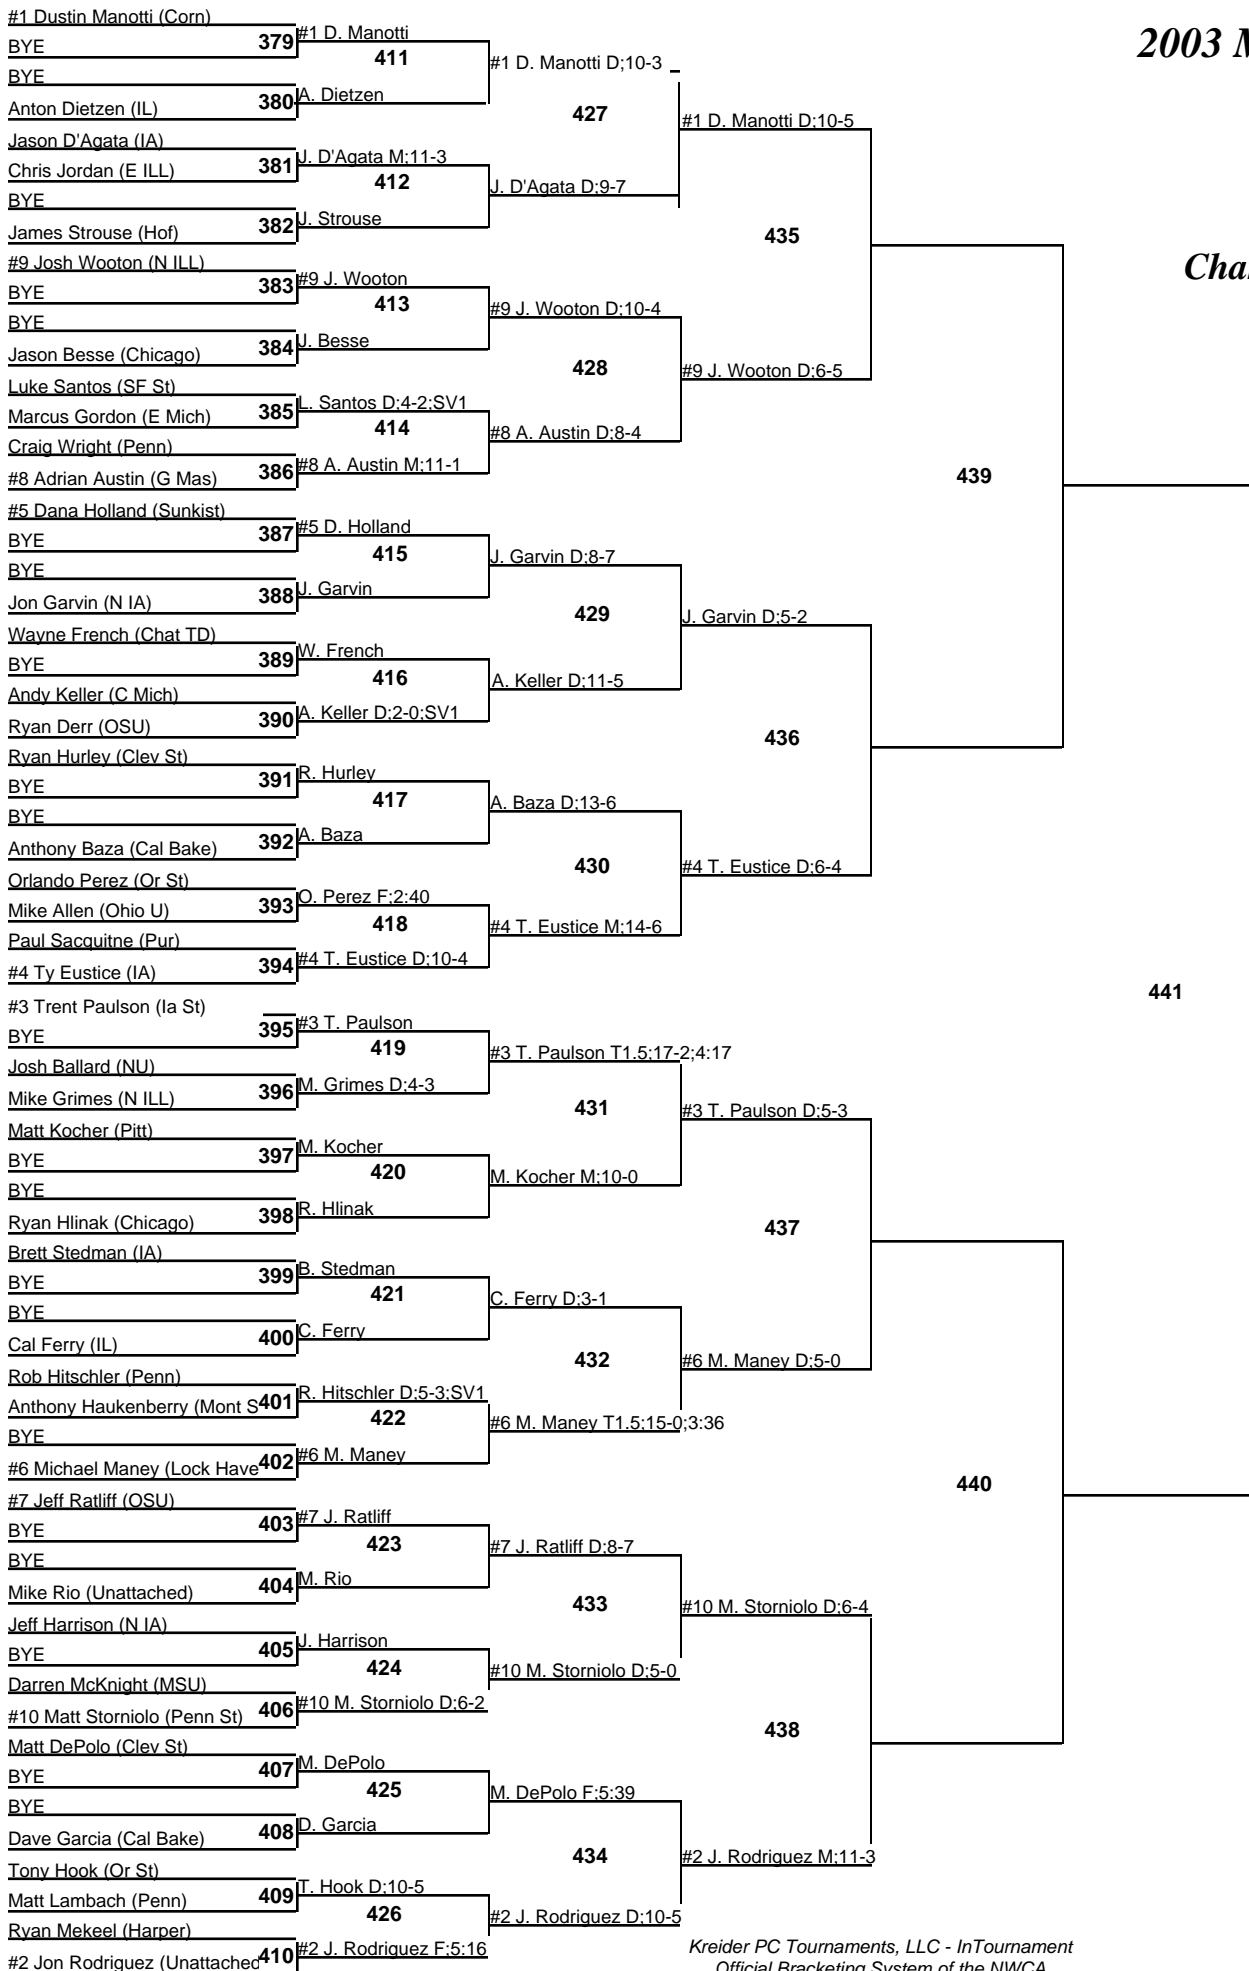 #1 Dustin Manotti (Corn)
BYE
379
BYE
Anton Dietzen (IL)
380
Jason D'Agata (IA)
Chris Jordan (E ILL)
381
BYE
James Strouse (Hof)
382
#9 Josh Wooton (N ILL)
BYE
383
BYE
Jason Besse (Chicago)
384
Luke Santos (SF St)
Marcus Gordon (E Mich)
385
Craig Wright (Penn)
#8 Adrian Austin (G Mas)
386
#5 Dana Holland (Sunkist)
BYE
387
BYE
Jon Garvin (N IA)
388
Wayne French (Chat TD)
BYE
389
Andy Keller (C Mich)
Ryan Derr (OSU)
390
Ryan Hurley (Clev St)
BYE
391
BYE
Anthony Baza (Cal Bake)
392
Orlando Perez (Or St)
Mike Allen (Ohio U)
393
Paul Sacquitne (Pur)
#4 Ty Eustice (IA)
394
#3 Trent Paulson (Ia St)
BYE
395
Josh Ballard (NU)
Mike Grimes (N ILL)
396
Matt Kocher (Pitt)
BYE
397
BYE
Ryan Hlinak (Chicago)
398
Brett Stedman (IA)
BYE
399
BYE
Cal Ferry (IL)
400
Rob Hitschler (Penn)
Anthony Haukenberry (Mont S
401
BYE
#6 Michael Maney (Lock Have
402
#7 Jeff Ratliff (OSU)
BYE
403
BYE
Mike Rio (Unattached)
404
Jeff Harrison (N IA)
BYE
405
Darren McKnight (MSU)
#10 Matt Storniolo (Penn St)
406
Matt DePolo (Clev St)
BYE
407
BYE
Dave Garcia (Cal Bake)
408
Tony Hook (Or St)
Matt Lambach (Penn)
409
Ryan Mekeel (Harper)
#2 Jon Rodriguez (Unattached
410
#1 D. Manotti
411
A. Dietzen
J. D'Agata M;11-3
412
J. Strouse
#9 J. Wooton
413
J. Besse
L. Santos D;4-2;SV1
414
#8 A. Austin M;11-1
#5 D. Holland
415
J. Garvin
W. French
416
A. Keller D;2-0;SV1
R. Hurley
417
A. Baza
O. Perez F;2:40
418
#4 T. Eustice D;10-4
#3 T. Paulson
419
M. Grimes D;4-3
M. Kocher
420
R. Hlinak
B. Stedman
421
C. Ferry
R. Hitschler D;5-3;SV1
422
#6 M. Maney
#7 J. Ratliff
423
M. Rio
J. Harrison
424
#10 M. Storniolo D;6-2
M. DePolo
425
D. Garcia
T. Hook D;10-5
426
#2 J. Rodriguez F;5:16
#1 D. Manotti D;10-3
427
J. D'Agata D;9-7
#9 J. Wooton D;10-4
428
#8 A. Austin D;8-4
J. Garvin D;8-7
429
A. Keller D;11-5
A. Baza D;13-6
430
#4 T. Eustice M;14-6
#3 T. Paulson T1.5;17-2;4:17
431
M. Kocher M;10-0
C. Ferry D;3-1
432
#6 M. Maney T1.5;15-0;3:36
#7 J. Ratliff D;8-7
433
#10 M. Storniolo D;5-0
M. DePolo F;5:39
434
#2 J. Rodriguez D;10-5
#1 D. Manotti D;10-5
435
#9 J. Wooton D;6-5
J. Garvin D;5-2
436
#4 T. Eustice D;6-4
#3 T. Paulson D;5-3
437
#6 M. Maney D;5-0
#10 M. Storniolo D;6-4
438
#2 J. Rodriguez M;11-3
439
440
441
2003 M
Cha
Kreider PC Tournaments, LLC - InTournament
Official Bracketing System of the NWCA